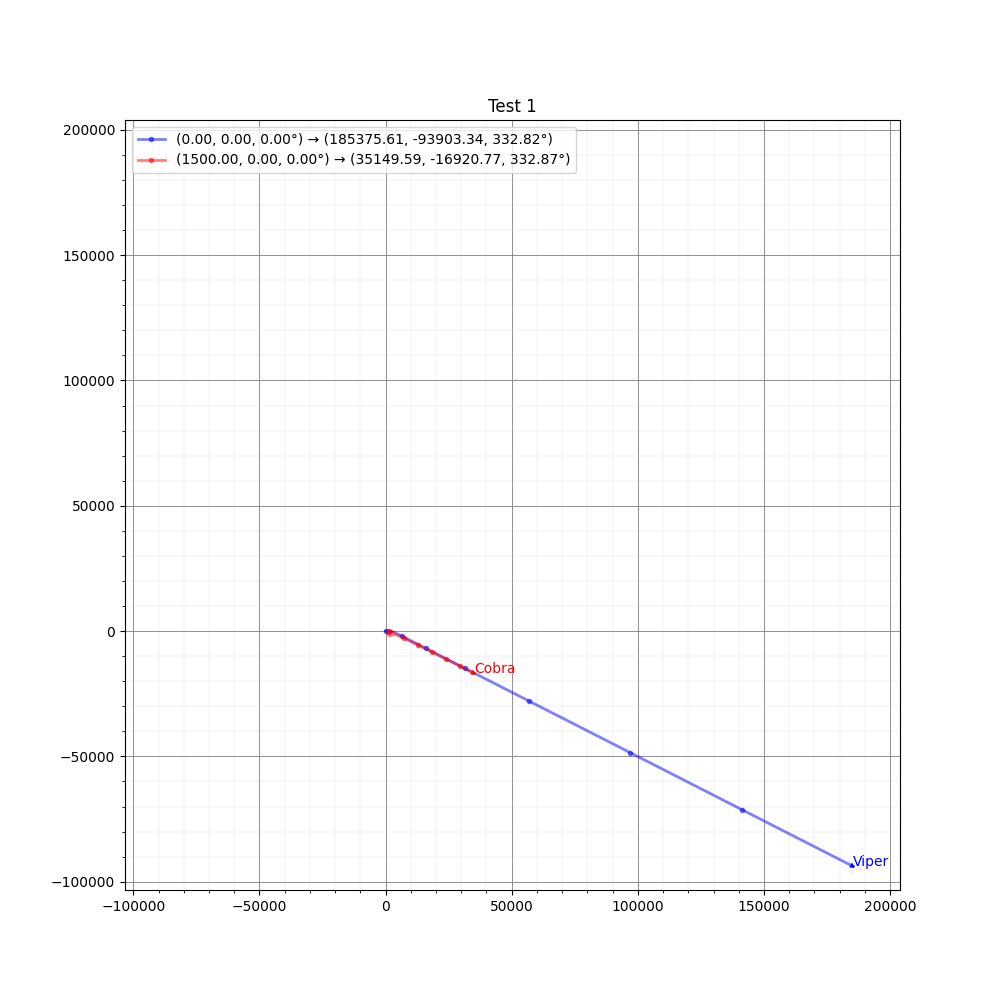 Test 1
(0.00, 0.00, 0.00°) → (185375.61, -93903.34, 332.82°)
(1500.00, 0.00, 0.00°) → (35149.59, -16920.77, 332.87°)
200000
150000
100000
50000
0
Cobra
−50000
Viper
−100000
−100000 −50000 0 50000 100000 150000 200000